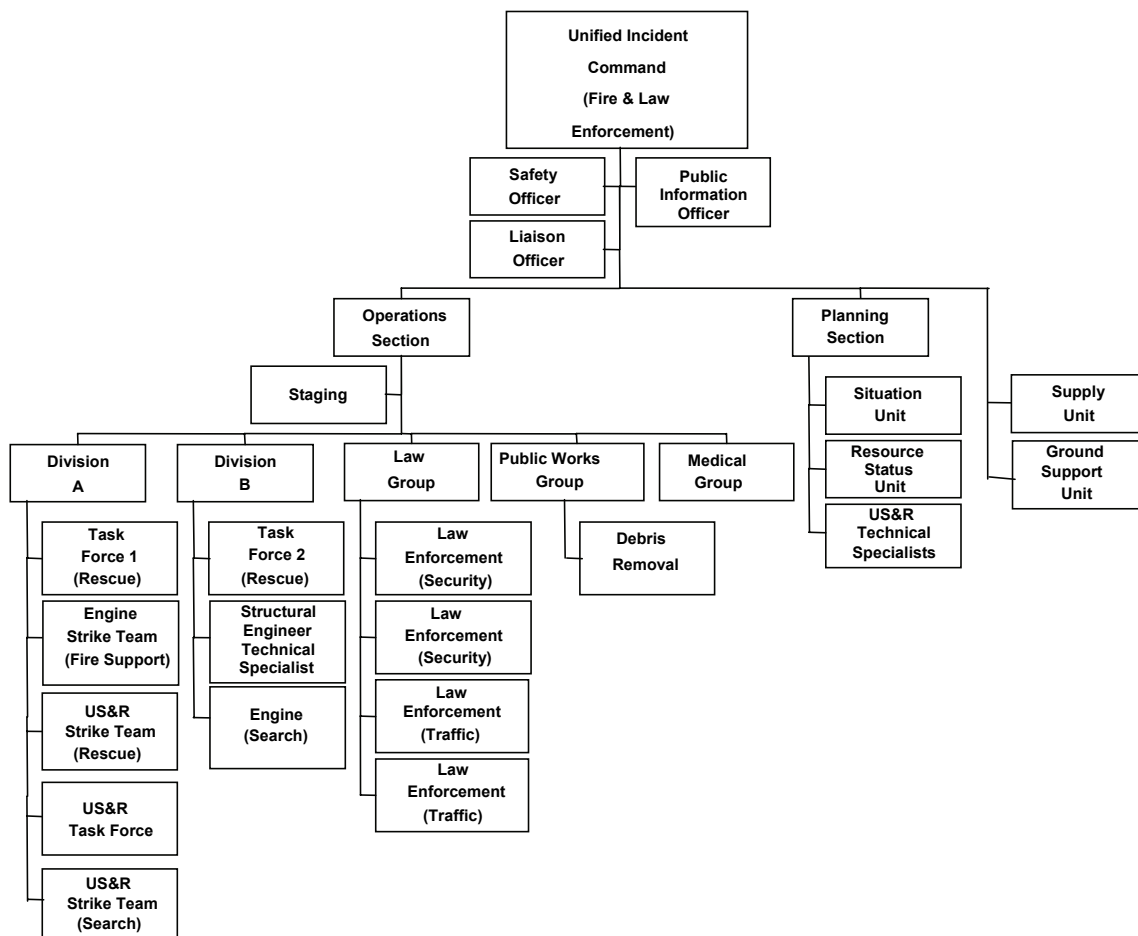 Unified Incident
Command
(Fire & Law
Enforcement)
Safety
Officer
Public
Information
Officer
Liaison
Officer
Operations
Section
Planning
Section
Staging
Situation
Unit
Supply
Unit
Division
A
Division
B
Law
Group
Public Works
Group
Medical
Group
Resource
Status
Unit
Ground
Support
Unit
US&R
Technical
Specialists
Task
Force 1
(Rescue)
Engine
Strike Team
(Fire Support)
US&R
Strike Team
(Rescue)
US&R
Task Force
US&R
Strike Team
(Search)
Task
Force 2
(Rescue)
Structural
Engineer
Technical
Specialist
Engine
(Search)
Law
Enforcement
(Security)
Law
Enforcement
(Security)
Law
Enforcement
(Traffic)
Law
Enforcement
(Traffic)
Debris
Removal